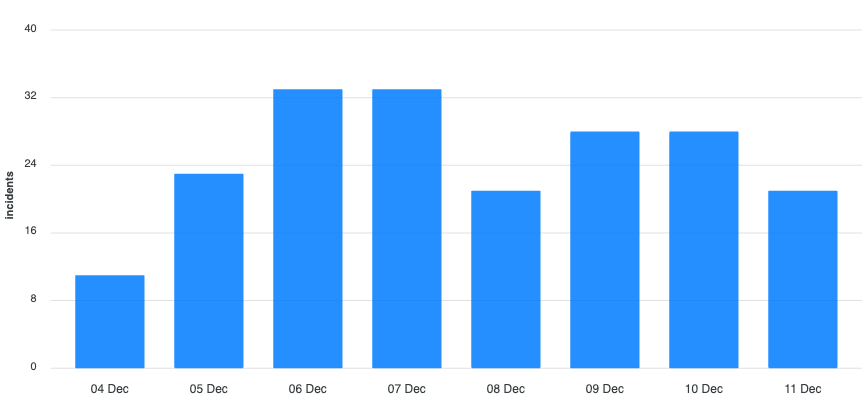 40
32
24
16
8
0
incidents
04 Dec
05 Dec
06 Dec
07 Dec
08 Dec
09 Dec
10 Dec
11 Dec